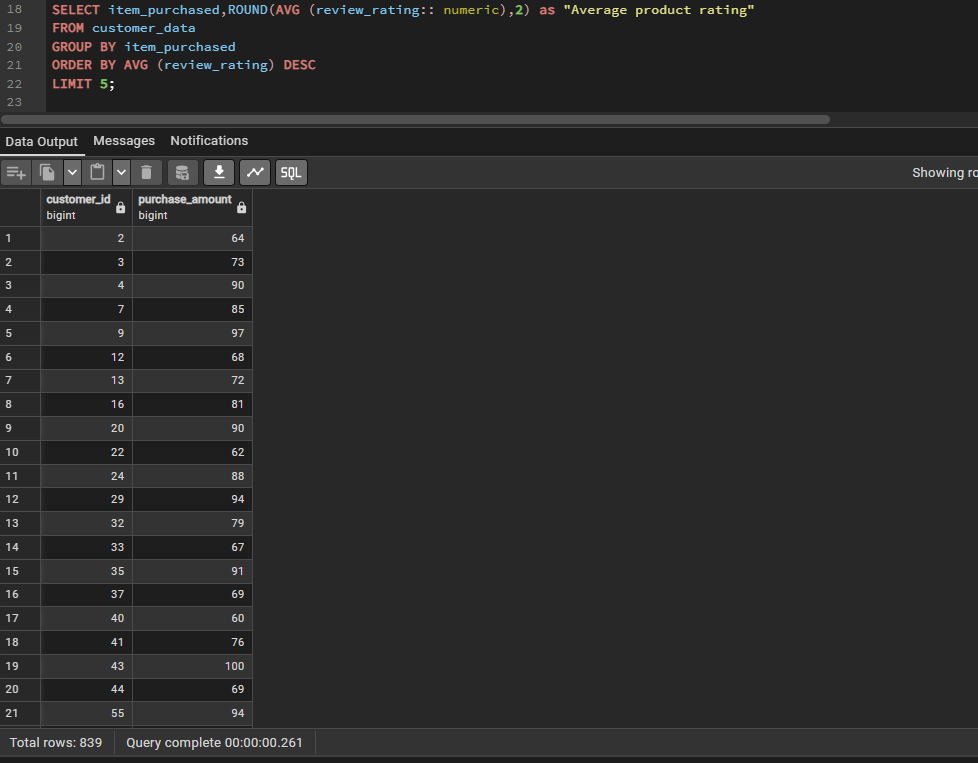 18 SELECT item_purchased,ROUND(AVG (review_rating:: numeric),2) as "Average product rating"
19 FROM customer_data
20 GROUP BY item_purchased
21 ORDER BY AVG (review_rating) DESC
22 LIMIT 5;
23
Data Output Messages Notifications
SQL Showing ro
customer_id purchase_amount
bigint bigint
1 2 64
2 3 73
3 4 90
4 7 85
5 9 97
6 12 68
7 13 72
8 16 81
9 20 90
10 22 62
11 24 88
12 29 94
13 32 79
14 33 67
15 35 91
16 37 69
17 40 60
18 41 76
19 43 100
20 44 69
21 55 94
Total rows: 839 Query complete 00:00:00.261